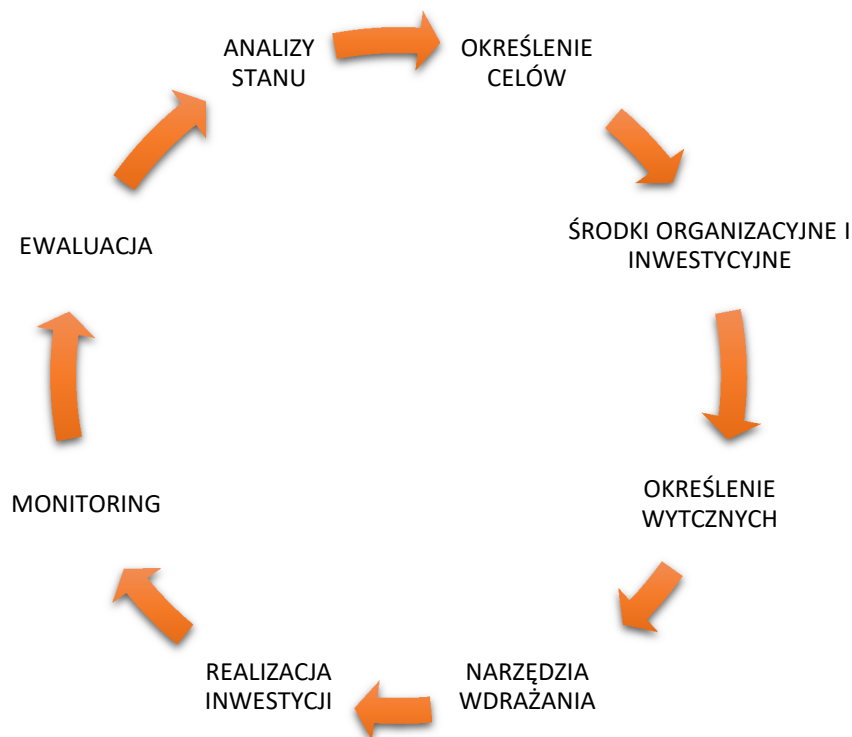 ANALIZY
STANU
OKREŚLENIE
CELÓW
ŚRODKI ORGANIZACYJNE I
INWESTYCYJNE
OKREŚLENIE
WYTCZNYCH
NARZĘDZIA
WDRAŻANIA
REALIZACJA
INWESTYCJI
MONITORING
EWALUACJA